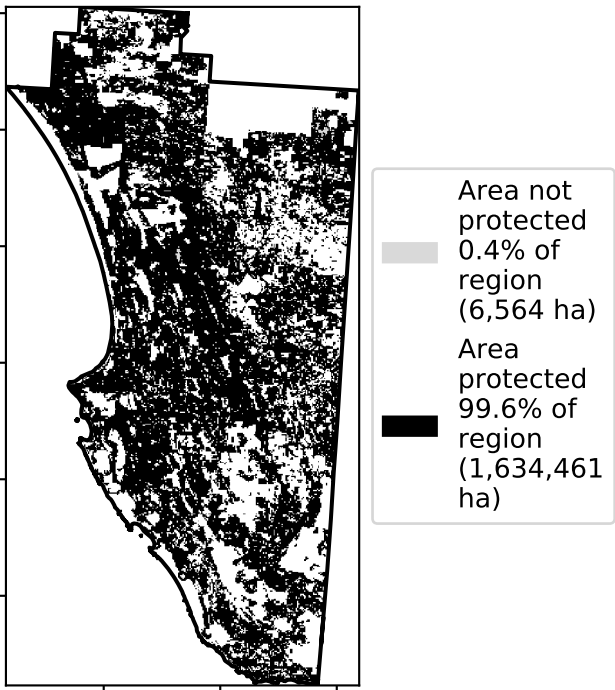 Area not
protected
0.4% of
region
(6,564 ha)
Area
protected
99.6% of
region
(1,634,461
ha)